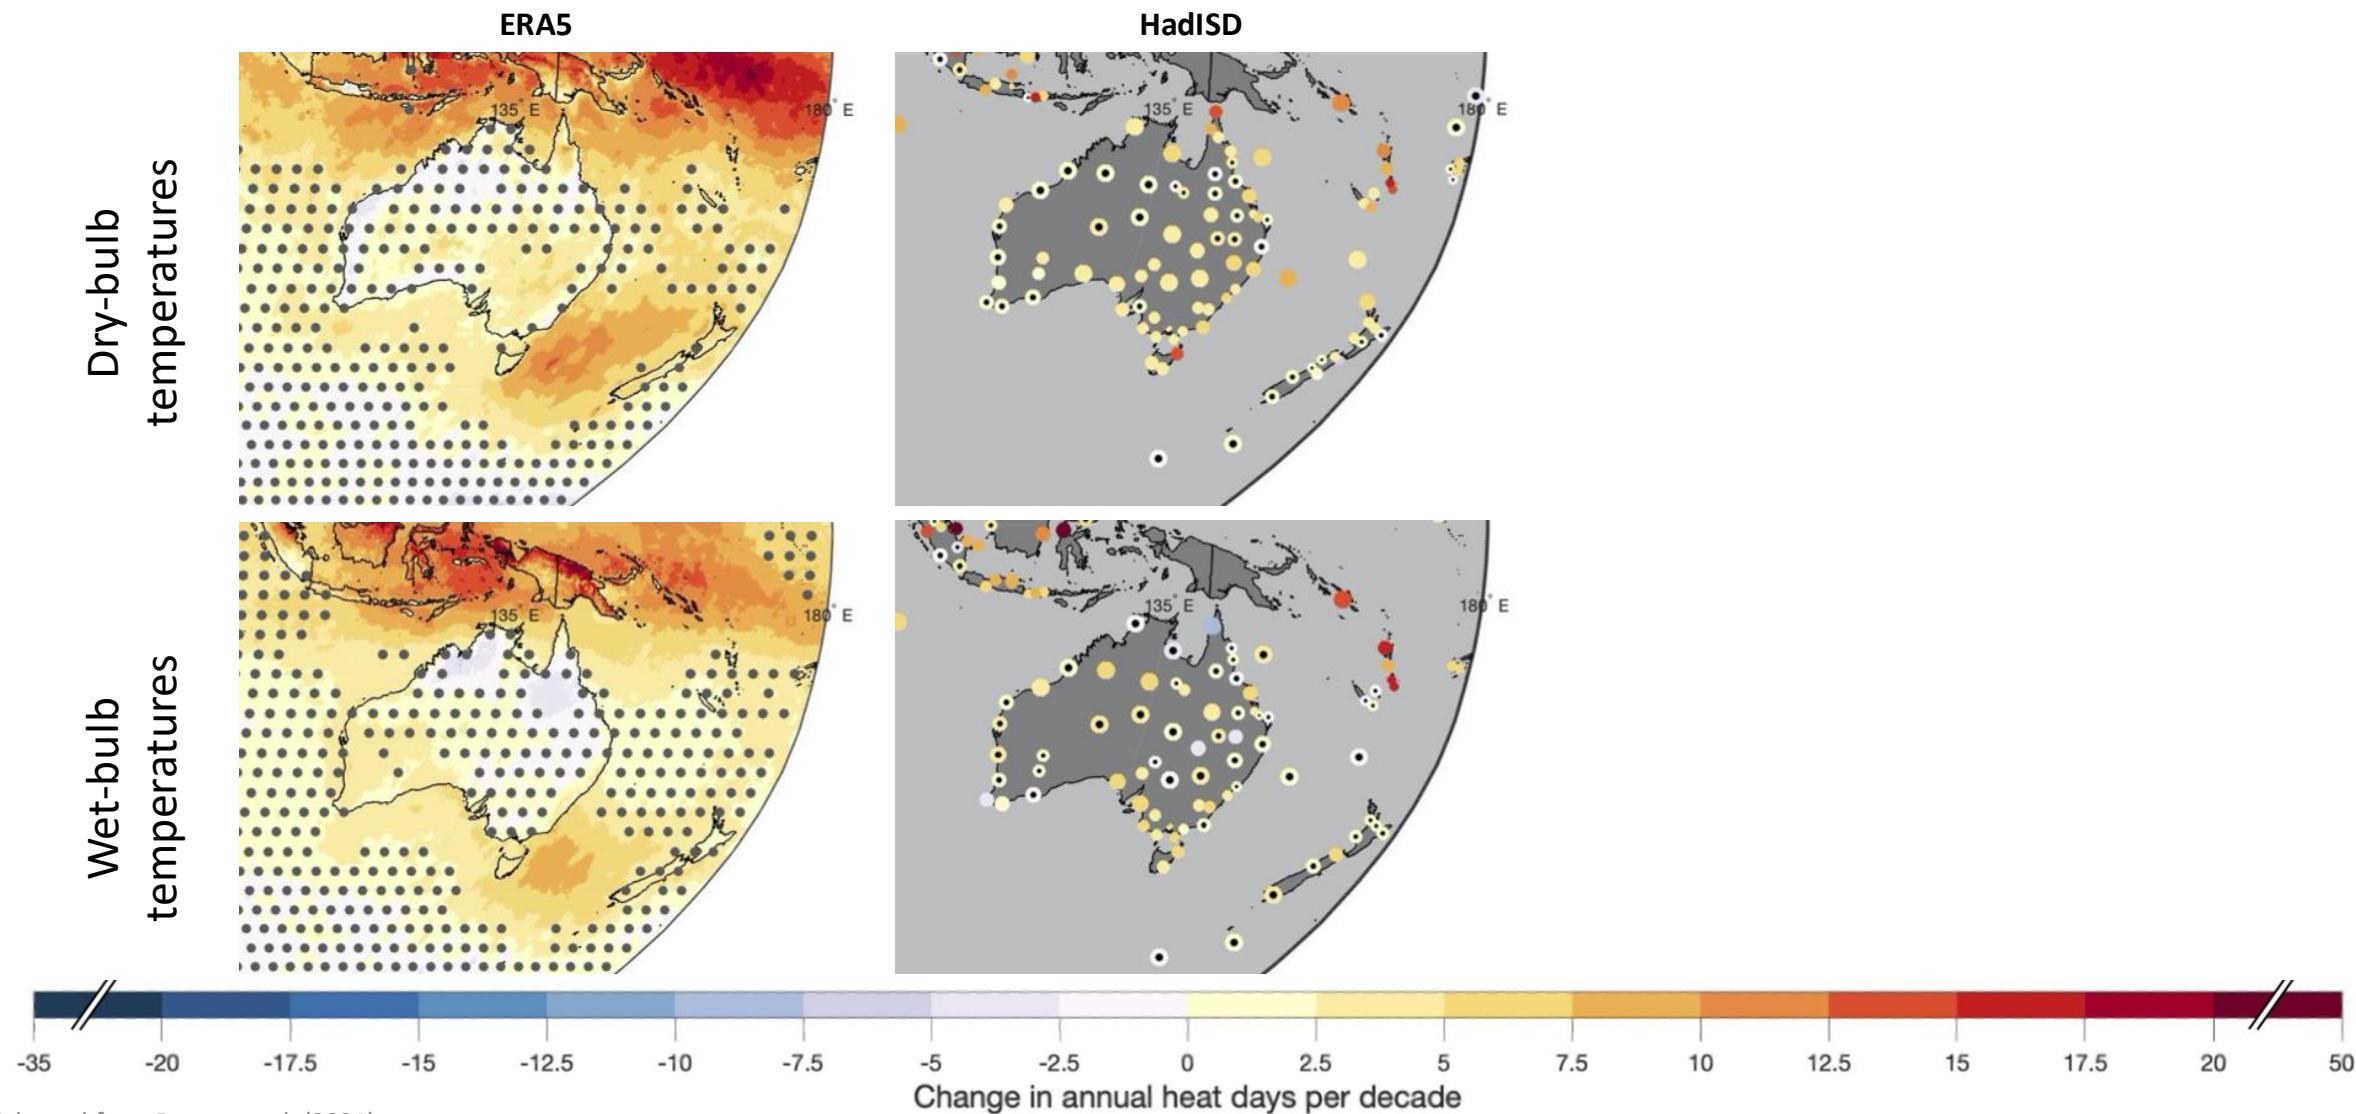 ERA5
HadISD
Dry-bulb
temperatures
135° E
180° E
135° E
180° E
Wet-bulb
temperatures
135° E
180° E
135° E
180° E
-35 -20 -17.5 -15 -12.5 -10 -7.5 -5 -2.5 0 2.5 5 7.5 10 12.5 15 17.5 20 50
Change in annual heat days per decade